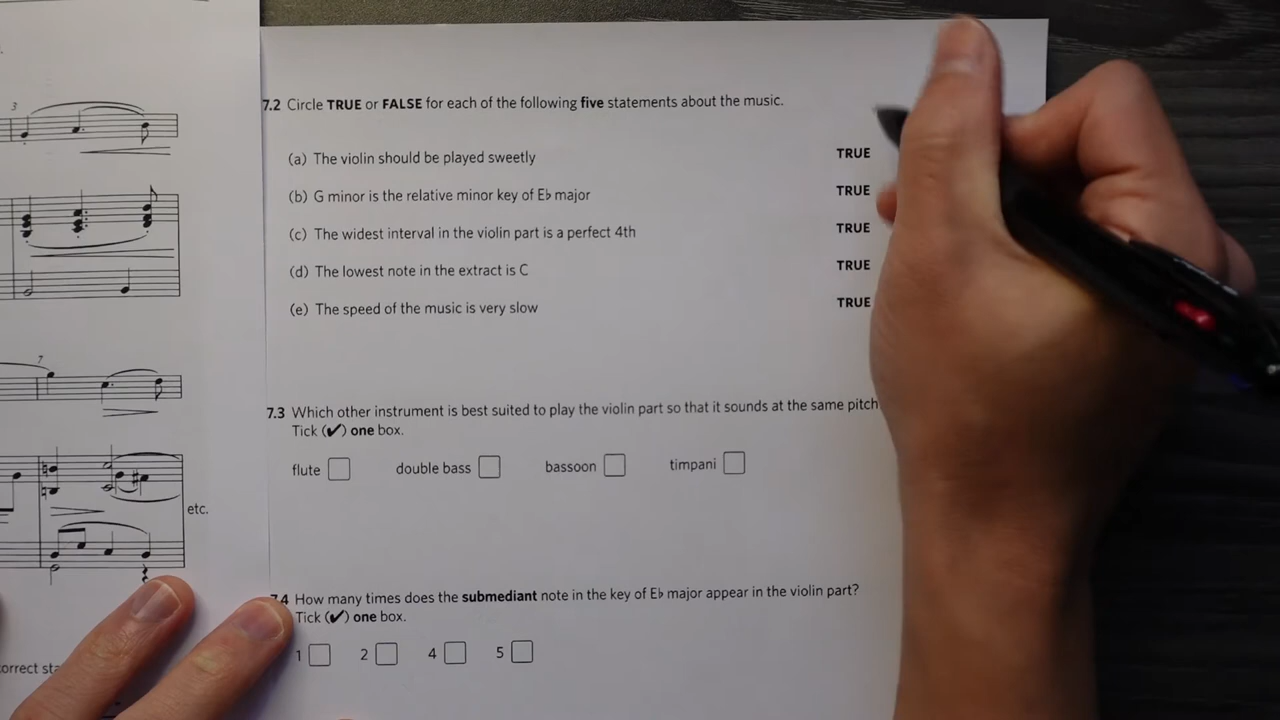 3
7.2 Circle TRUE or FALSE for each of the following five statements about the music.
(a) The violin should be played sweetly TRUE
(b) G minor is the relative minor key of E♭ major TRUE
(c) The widest interval in the violin part is a perfect 4th TRUE
(d) The lowest note in the extract is C TRUE
(e) The speed of the music is very slow TRUE
7
7.3 Which other instrument is best suited to play the violin part so that it sounds at the same pitch
Tick (✔) one box.
flute double bass bassoon timpani
etc.
7.4 How many times does the submediant note in the key of E♭ major appear in the violin part?
Tick (✔) one box.
1 2 4 5